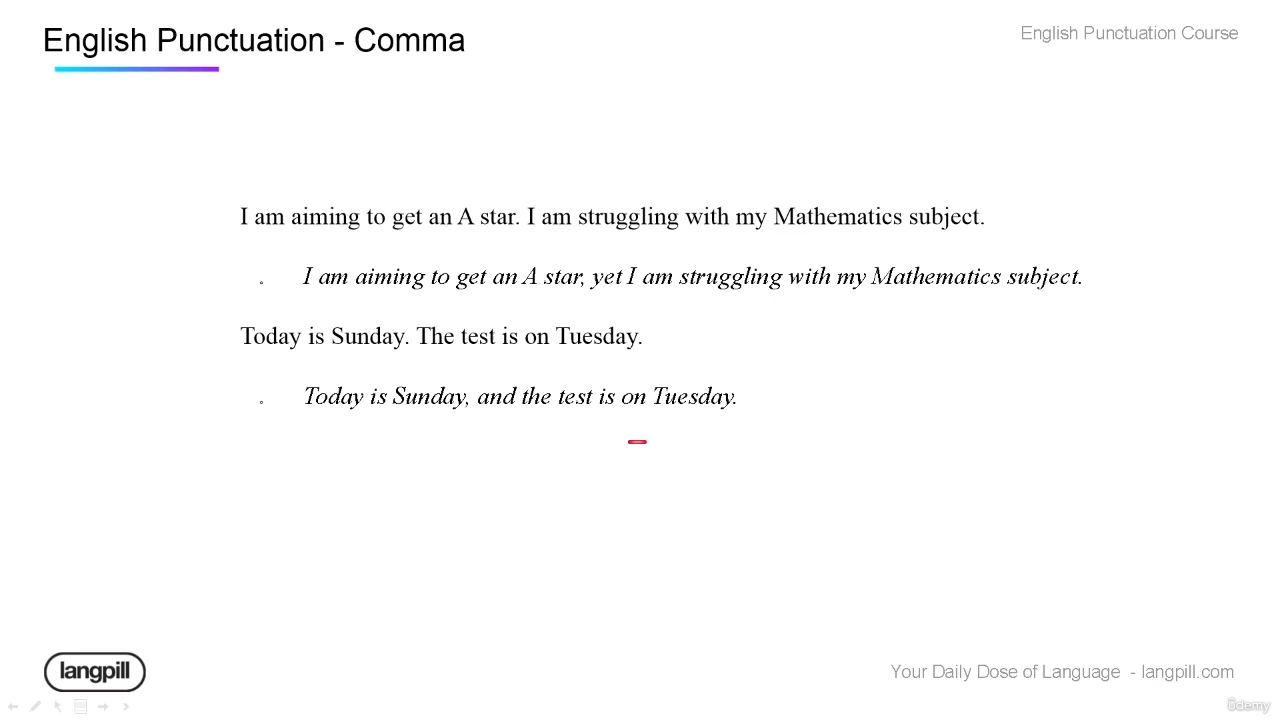 English Punctuation - Comma
English Punctuation Course
I am aiming to get an A star. I am struggling with my Mathematics subject.
I am aiming to get an A star, yet I am struggling with my Mathematics subject.
Today is Sunday. The test is on Tuesday.
Today is Sunday, and the test is on Tuesday.
langpill
Your Daily Dose of Language - langpill.com
ûdemy